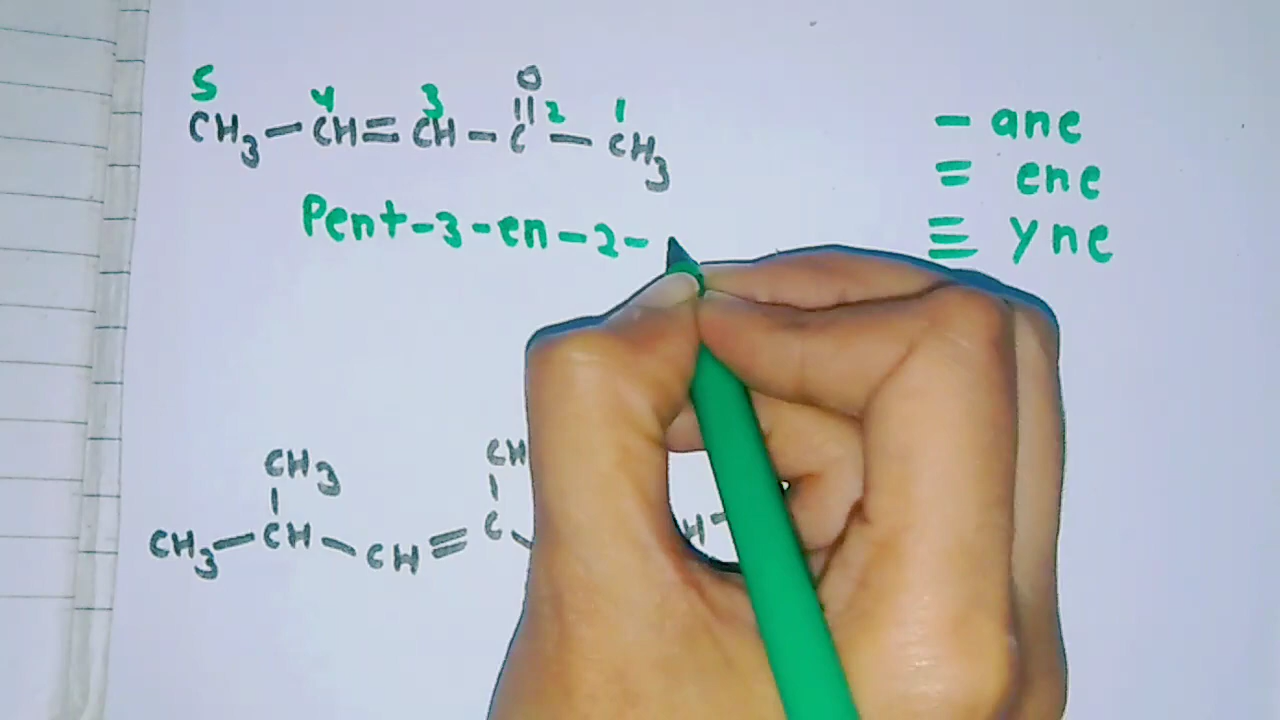 5 4 3 2 1
O
||
CH3 — CH = CH — C — CH3
Pent-3-en-2-
— ane
= ene
≡ yne
CH3 CH
| |
CH3 — CH — CH = C — H —